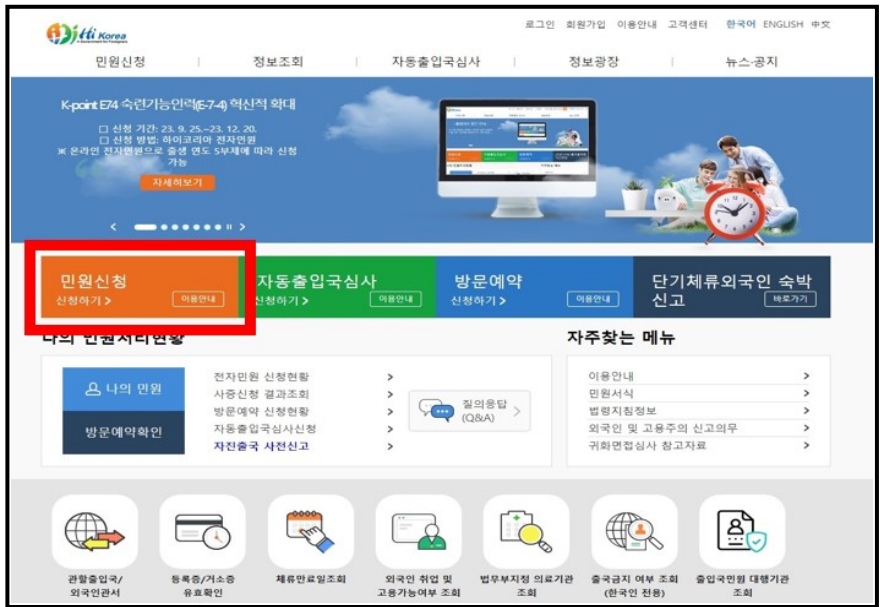 Hi Korea
로그인 회원가입 이용안내 고객센터 한국어 ENGLISH 中文
민원신청 정보조회 자동출입국심사 정보광장 뉴스·공지
K-point E74 숙련기능인력(E-7-4) 혁신적 확대
□ 신청 기간: 23. 9. 25.–23. 12. 20.
□ 신청 방법: 하이코리아 전자민원
※ 온라인 전자민원으로 출생 연도 5부제에 따라 신청
가능
자세히보기
민원신청
신청하기 >
이용안내
자동출입국심사
신청하기 >
이용안내
방문예약
신청하기 >
이용안내
단기체류외국인 숙박
신고
바로가기
나의 민원처리현황
나의 민원
방문예약확인
전자민원 신청현황 >
사증신청 결과조회 >
방문예약 신청현황 >
자동출입국심사신청 >
자진출국 사전신고 >
질의응답
(Q&A) >
자주찾는 메뉴
이용안내 >
민원서식 >
법령지침정보 >
외국인 및 고용주의 신고의무 >
귀화면접심사 참고자료 >
관할출입국/
외국인관서
등록증/거소증
유효확인
체류만료일조회
외국인 취업 및
고용가능여부 조회
법무부지정 의료기관
조회
출국금지 여부 조회
(한국인 전용)
출입국민원 대행기관
조회